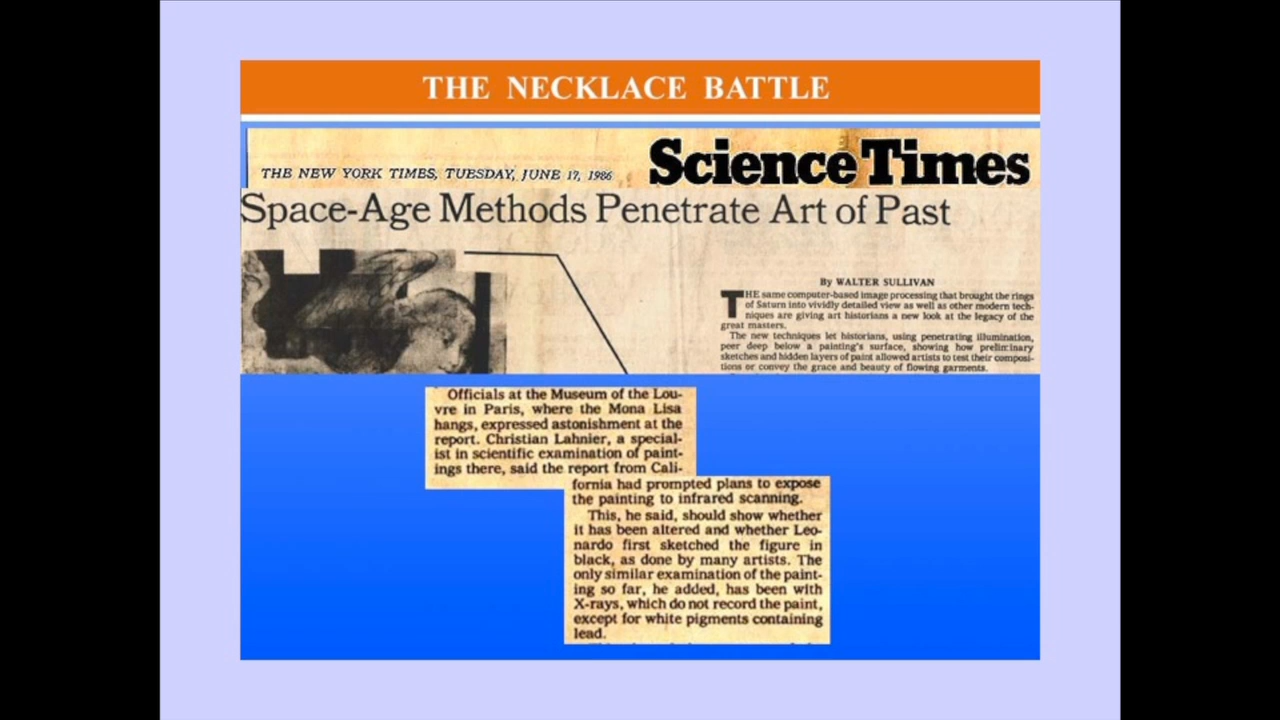 THE NECKLACE BATTLE
THE NEW YORK TIMES, TUESDAY, JUNE 17, 1986
Science Times
Space-Age Methods Penetrate Art of Past
By WALTER SULLIVAN
THE same computer-based image processing that brought the rings
of Saturn into vividly detailed view as well as other modern tech-
niques are giving art historians a new look at the legacy of the
great masters.
The new techniques let historians, using penetrating illumination,
peer deep below a painting's surface, showing how preliminary
sketches and hidden layers of paint allowed artists to test their composi-
tions or convey the grace and beauty of flowing garments.
Officials at the Museum of the Lou-
vre in Paris, where the Mona Lisa
hangs, expressed astonishment at the
report. Christian Lahnier, a special-
ist in scientific examination of paint-
ings there, said the report from Cali-
fornia had prompted plans to expose
the painting to infrared scanning.
This, he said, should show whether
it has been altered and whether Leo-
nardo first sketched the figure in
black, as done by many artists. The
only similar examination of the paint-
ing so far, he added, has been with
X-rays, which do not record the paint,
except for white pigments containing
lead.